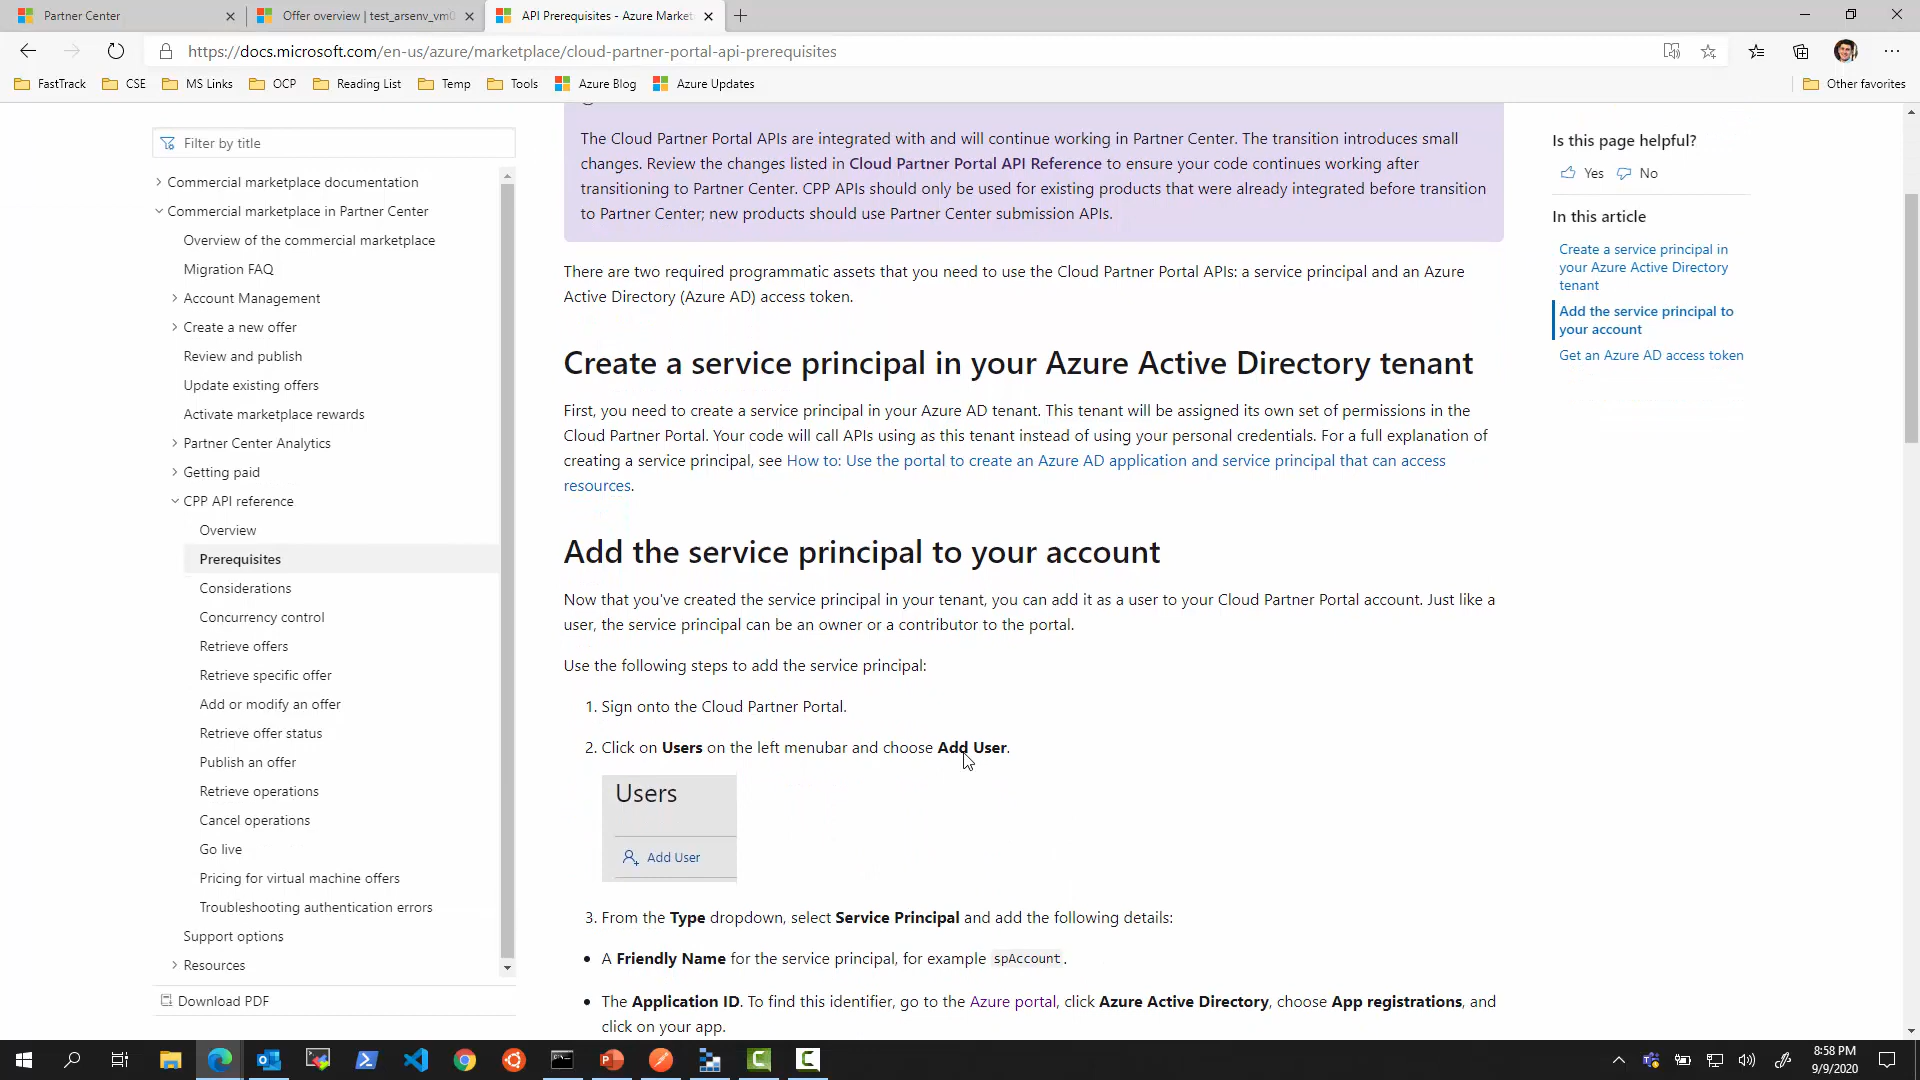 Partner Center
Offer overview | test_arsenv_vm0
API Prerequisites - Azure Market
https://docs.microsoft.com/en-us/azure/marketplace/cloud-partner-portal-api-prerequisites
FastTrack
CSE
MS Links
OCP
Reading List
Temp
Tools
Azure Blog
Azure Updates
Other favorites
Filter by title
Commercial marketplace documentation
Commercial marketplace in Partner Center
Overview of the commercial marketplace
Migration FAQ
Account Management
Create a new offer
Review and publish
Update existing offers
Activate marketplace rewards
Partner Center Analytics
Getting paid
CPP API reference
Overview
Prerequisites
Considerations
Concurrency control
Retrieve offers
Retrieve specific offer
Add or modify an offer
Retrieve offer status
Publish an offer
Retrieve operations
Cancel operations
Go live
Pricing for virtual machine offers
Troubleshooting authentication errors
Support options
Resources
Download PDF
The Cloud Partner Portal APIs are integrated with and will continue working in Partner Center. The transition introduces small
changes. Review the changes listed in Cloud Partner Portal API Reference to ensure your code continues working after
transitioning to Partner Center. CPP APIs should only be used for existing products that were already integrated before transition
to Partner Center; new products should use Partner Center submission APIs.
There are two required programmatic assets that you need to use the Cloud Partner Portal APIs: a service principal and an Azure
Active Directory (Azure AD) access token.
Create a service principal in your Azure Active Directory tenant
First, you need to create a service principal in your Azure AD tenant. This tenant will be assigned its own set of permissions in the
Cloud Partner Portal. Your code will call APIs using as this tenant instead of using your personal credentials. For a full explanation of
creating a service principal, see How to: Use the portal to create an Azure AD application and service principal that can access
resources.
Add the service principal to your account
Now that you've created the service principal in your tenant, you can add it as a user to your Cloud Partner Portal account. Just like a
user, the service principal can be an owner or a contributor to the portal.
Use the following steps to add the service principal:
1. Sign onto the Cloud Partner Portal.
2. Click on Users on the left menubar and choose Add User.
Users
Add User
3. From the Type dropdown, select Service Principal and add the following details:
• A Friendly Name for the service principal, for example spAccount.
• The Application ID. To find this identifier, go to the Azure portal, click Azure Active Directory, choose App registrations, and
click on your app.
Is this page helpful?
Yes
No
In this article
Create a service principal in
your Azure Active Directory
tenant
Add the service principal to
your account
Get an Azure AD access token
8:58 PM
9/9/2020